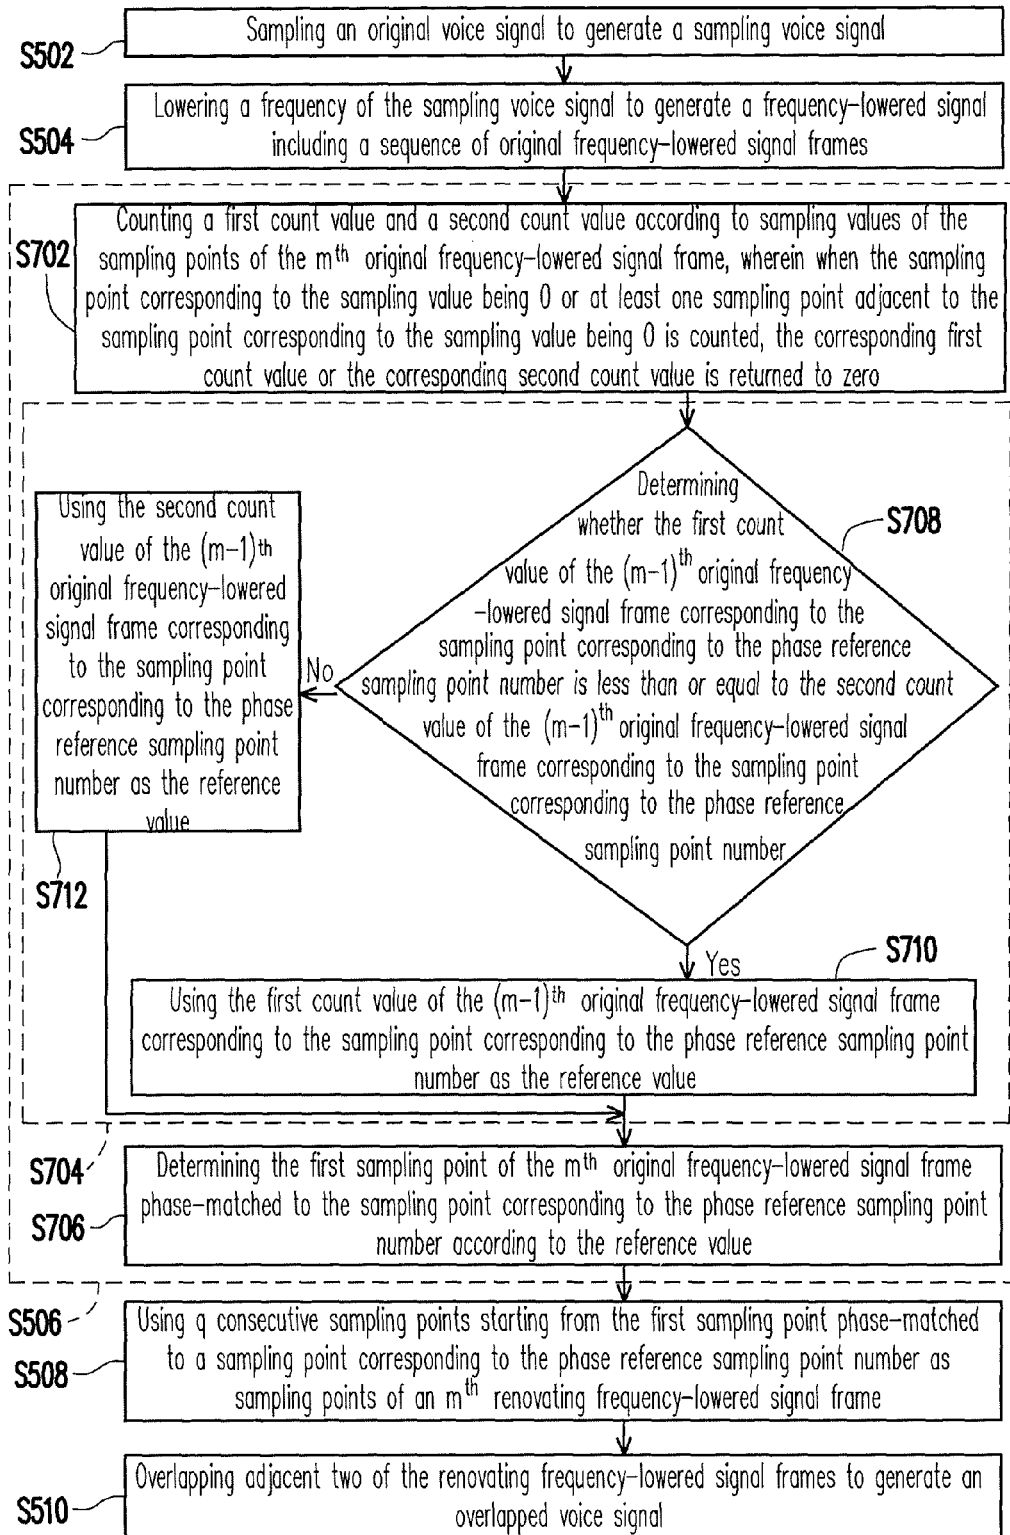 Sampling an original voice signal to generate a sampling voice signal
S502
Lowering a frequency of the sampling voice signal to generate a frequency-lowered signal
including a sequence of original frequency-lowered signal frames
S504
Counting a first count value and a second count value according to sampling values of the
sampling points of the mth original frequency-lowered signal frame, wherein when the sampling
point corresponding to the sampling value being 0 or at least one sampling point adjacent to the
sampling point corresponding to the sampling value being 0 is counted, the corresponding first
count value or the corresponding second count value is returned to zero
S702
Determining
whether the first count
value of the (m-1)th original frequency
-lowered signal frame corresponding to the
sampling point corresponding to the phase reference
sampling point number is less than or equal to the second count
value of the (m-1)th original frequency-lowered signal
frame corresponding to the sampling point
corresponding to the phase reference
sampling point number
S708
No
Using the second count
value of the (m-1)th
original frequency-lowered
signal frame corresponding
to the sampling point
corresponding to the phase
reference sampling point
number as the reference
value
S712
Yes
S710
Using the first count value of the (m-1)th original frequency-lowered signal frame
corresponding to the sampling point corresponding to the phase reference sampling point
number as the reference value
S704
Determining the first sampling point of the mth original frequency-lowered signal frame
phase-matched to the sampling point corresponding to the phase reference sampling point
number according to the reference value
S706
S506
Using q consecutive sampling points starting from the first sampling point phase-matched
to a sampling point corresponding to the phase reference sampling point number as
sampling points of an mth renovating frequency-lowered signal frame
S508
Overlapping adjacent two of the renovating frequency-lowered signal frames to generate an
overlapped voice signal
S510